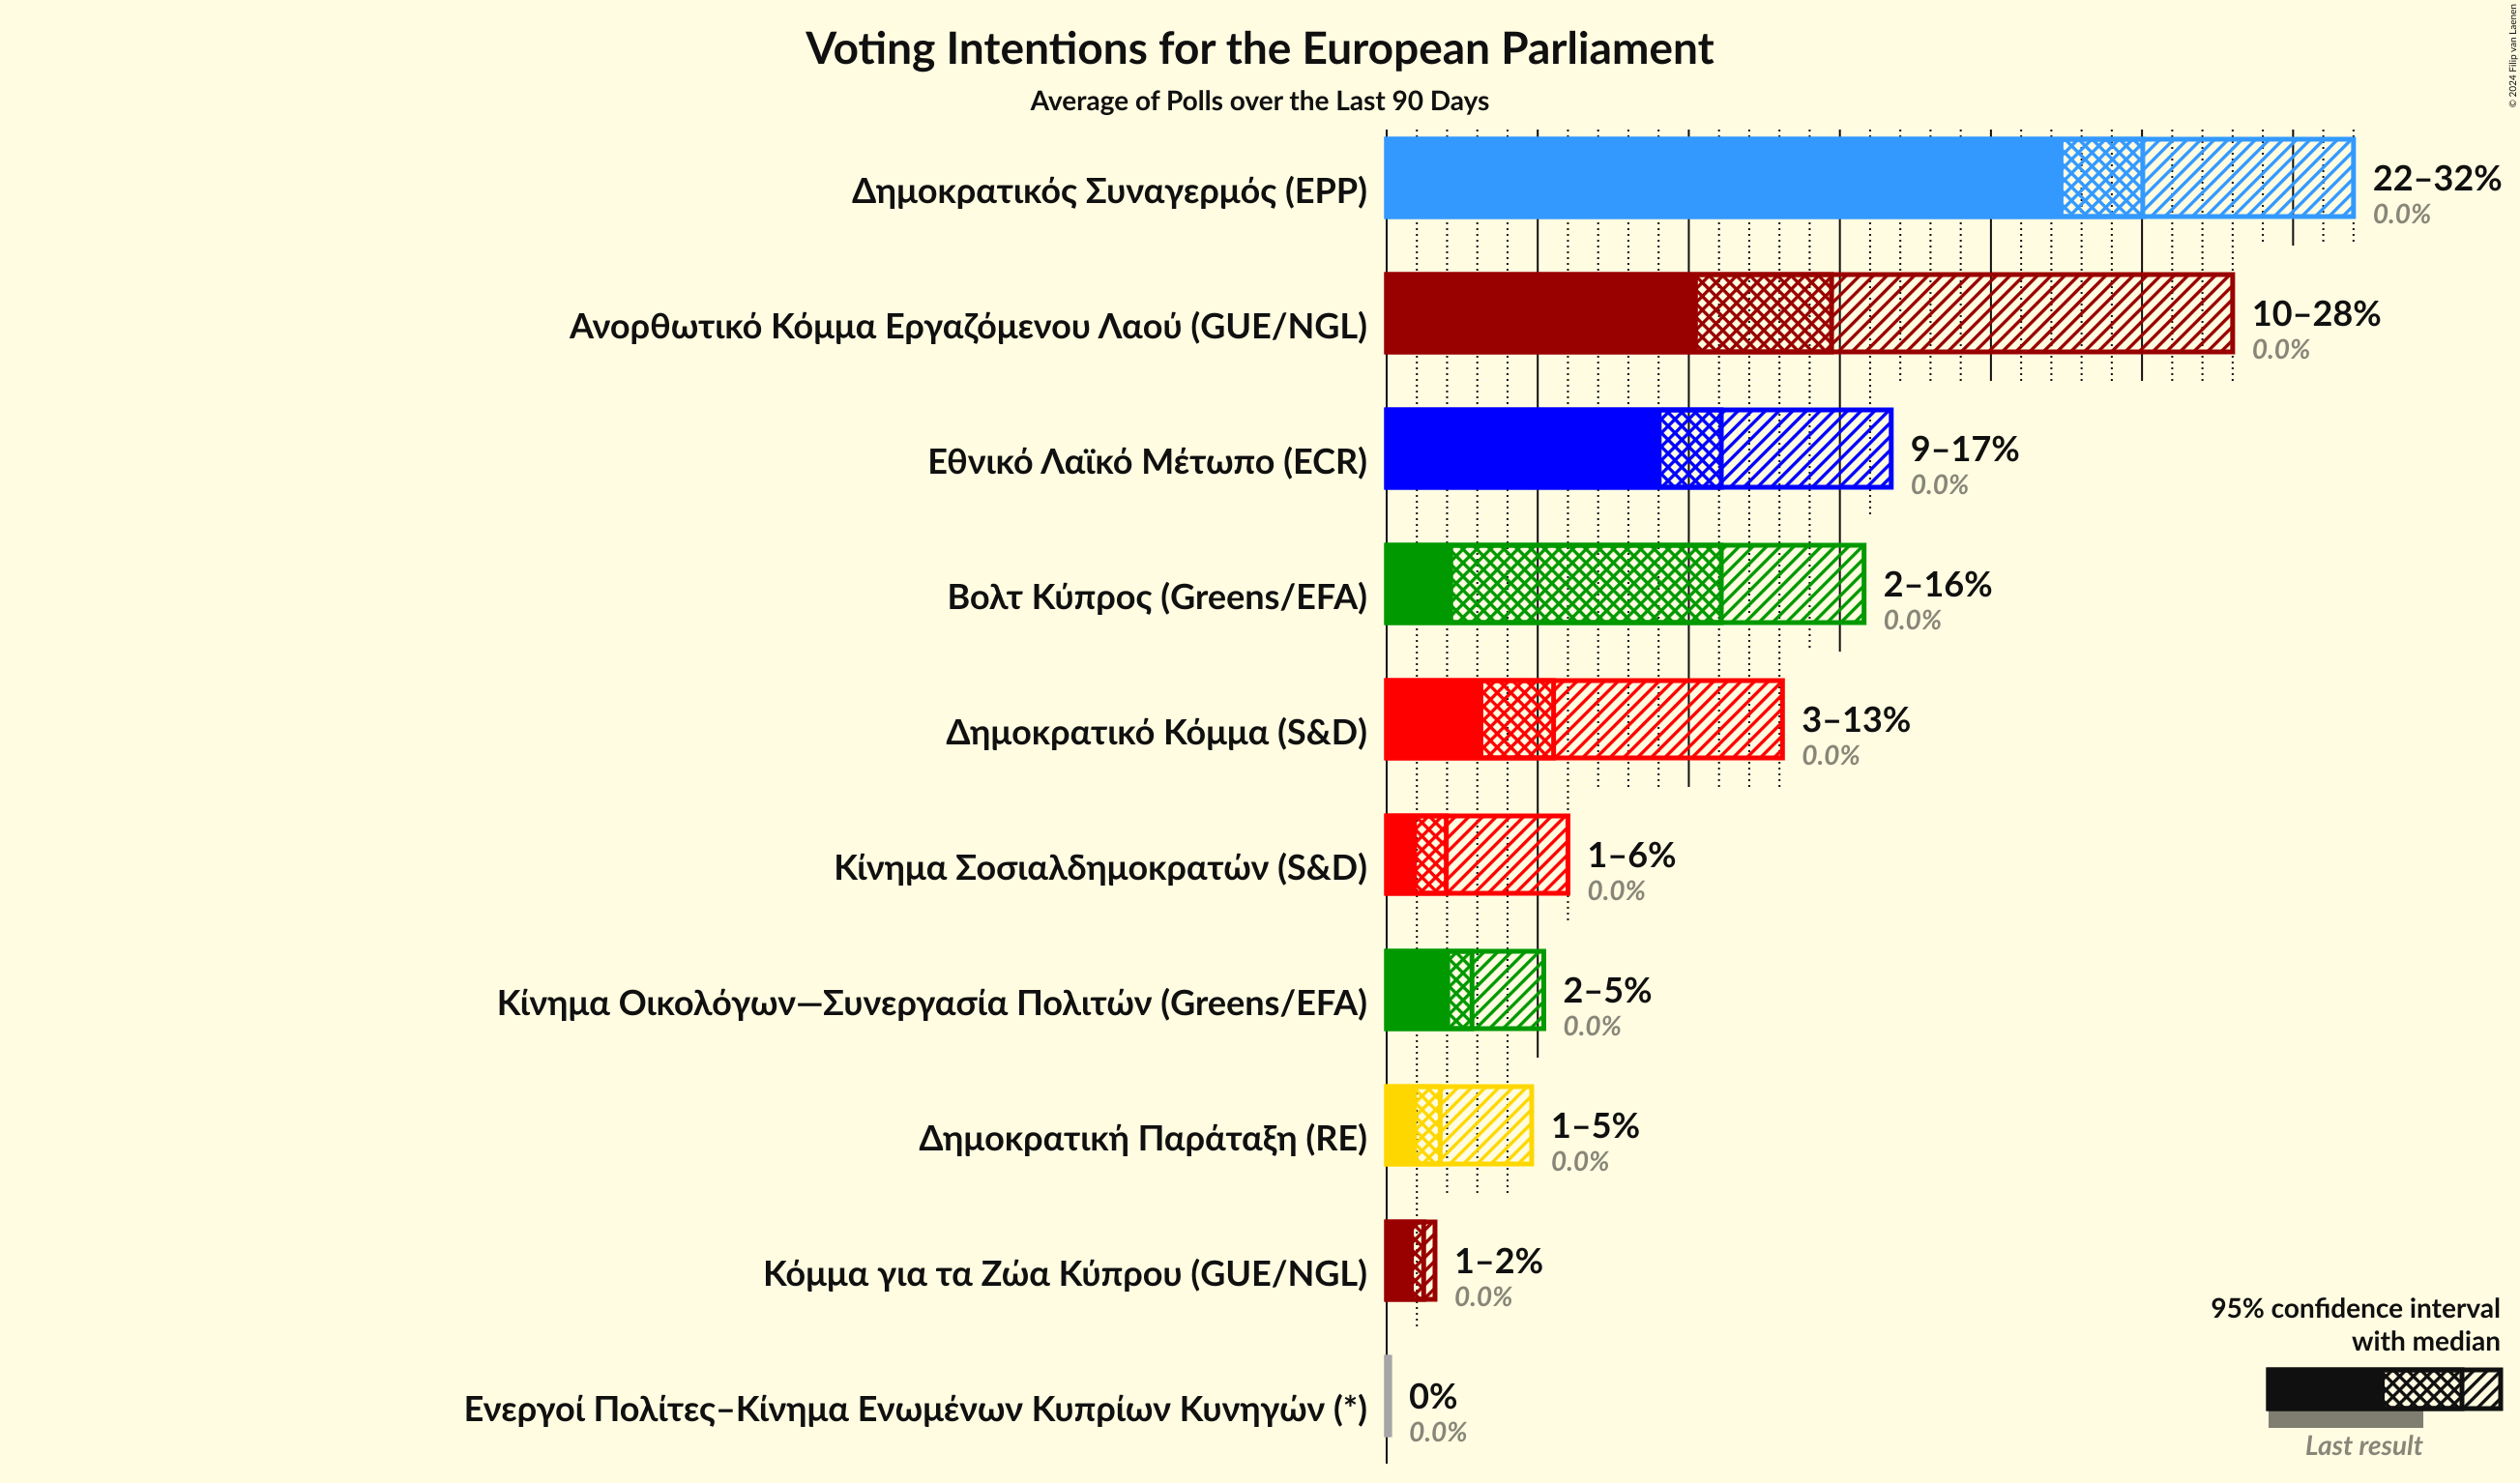 Voting Intentions for the European Parliament
Average of Polls over the Last 90 Days
© 2024 Filip van Laenen
Δημοκρατικός Συναγερμός (EPP)
22–32%
0.0%
Ανορθωτικό Κόμμα Εργαζόμενου Λαού (GUE/NGL)
10–28%
0.0%
Εθνικό Λαϊκό Μέτωπο (ECR)
9–17%
0.0%
Βολτ Κύπρος (Greens/EFA)
2–16%
0.0%
Δημοκρατικό Κόμμα (S&D)
3–13%
0.0%
Κίνημα Σοσιαλδημοκρατών (S&D)
1–6%
0.0%
Κίνημα Οικολόγων—Συνεργασία Πολιτών (Greens/EFA)
2–5%
0.0%
Δημοκρατική Παράταξη (RE)
1–5%
0.0%
Κόμμα για τα Ζώα Κύπρου (GUE/NGL)
1–2%
0.0%
Ενεργοί Πολίτες–Κίνημα Ενωμένων Κυπρίων Κυνηγών (*)
0%
0.0%
95% confidence interval
with median
Last result